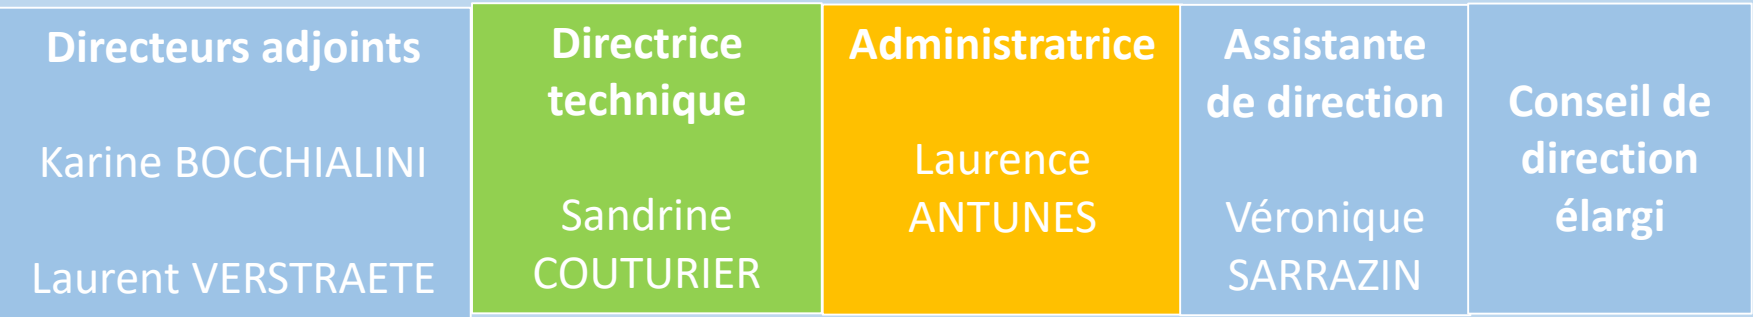 Directeurs adjoints
Karine BOCCHIALINI
Laurent VERSTRAETE
Directrice
technique
Sandrine
COUTURIER
Administratrice
Laurence
ANTUNES
Assistante
de direction
Véronique
SARRAZIN
Conseil de
direction
élargi